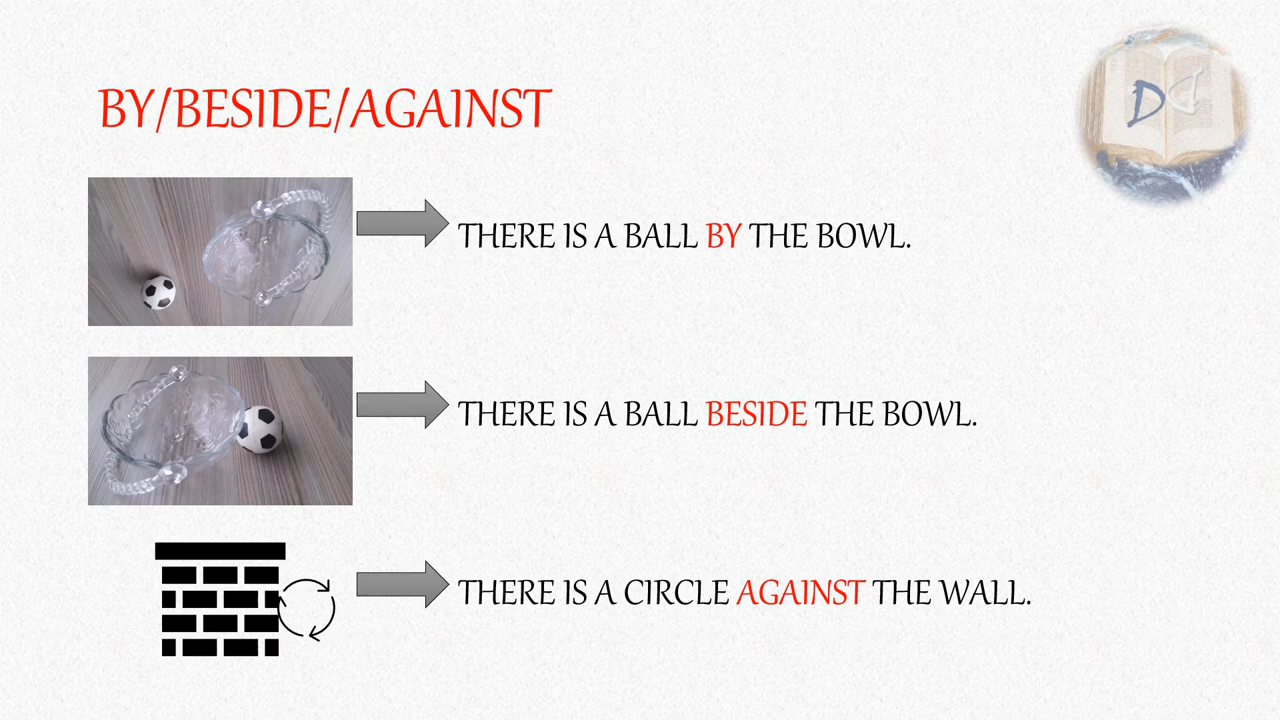 BY/BESIDE/AGAINST
THERE IS A BALL BY THE BOWL.
THERE IS A BALL BESIDE THE BOWL.
THERE IS A CIRCLE AGAINST THE WALL.